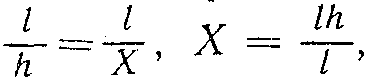 l/h = l/X, X = lh/l,